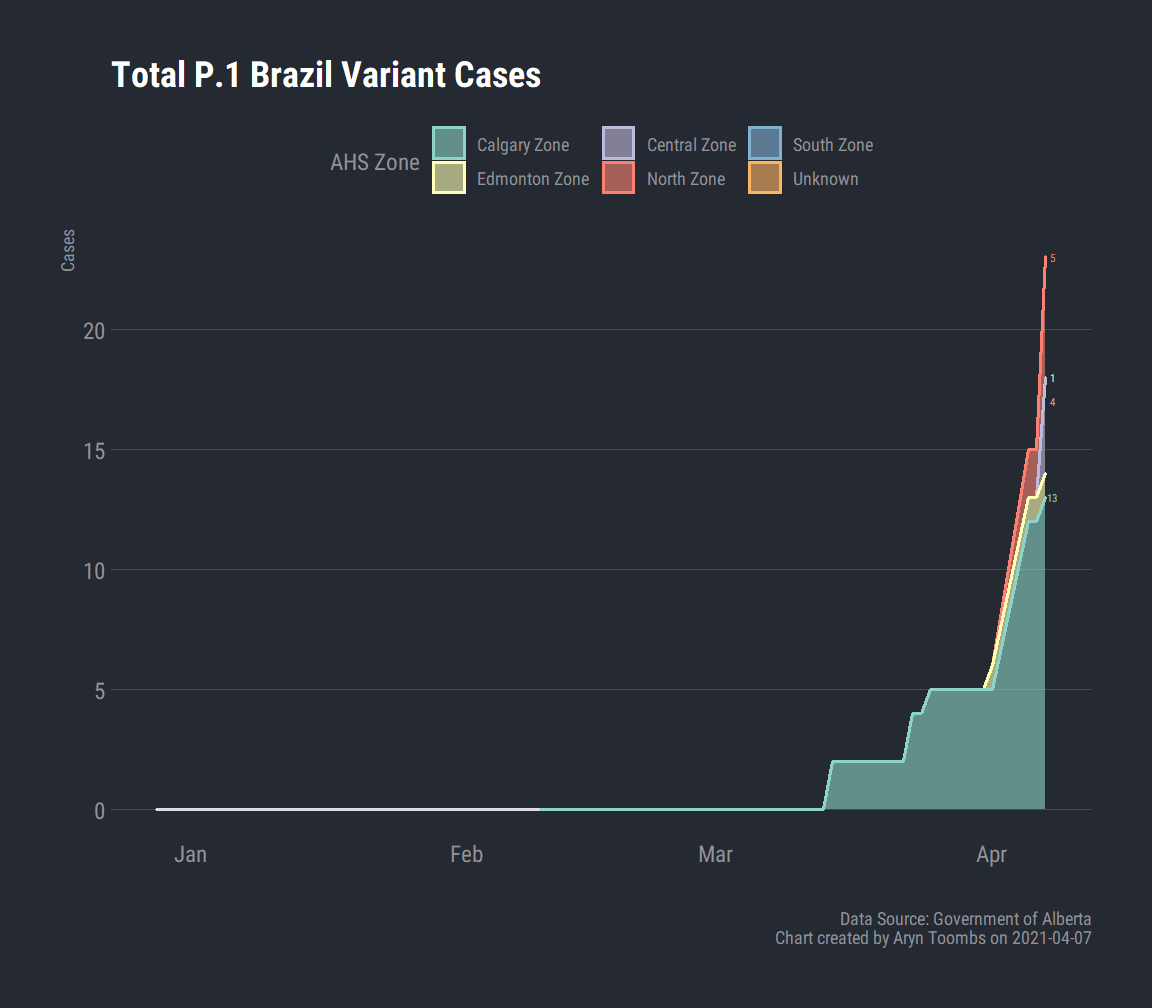 Total P.1 Brazil Variant Cases
AHS Zone
Calgary Zone
Central Zone
South Zone
Edmonton Zone
North Zone
Unknown
Cases
5
20
1
4
15
13
10
5
0
Jan
Feb
Mar
Apr
Data Source: Government of Alberta
Chart created by Aryn Toombs on 2021-04-07